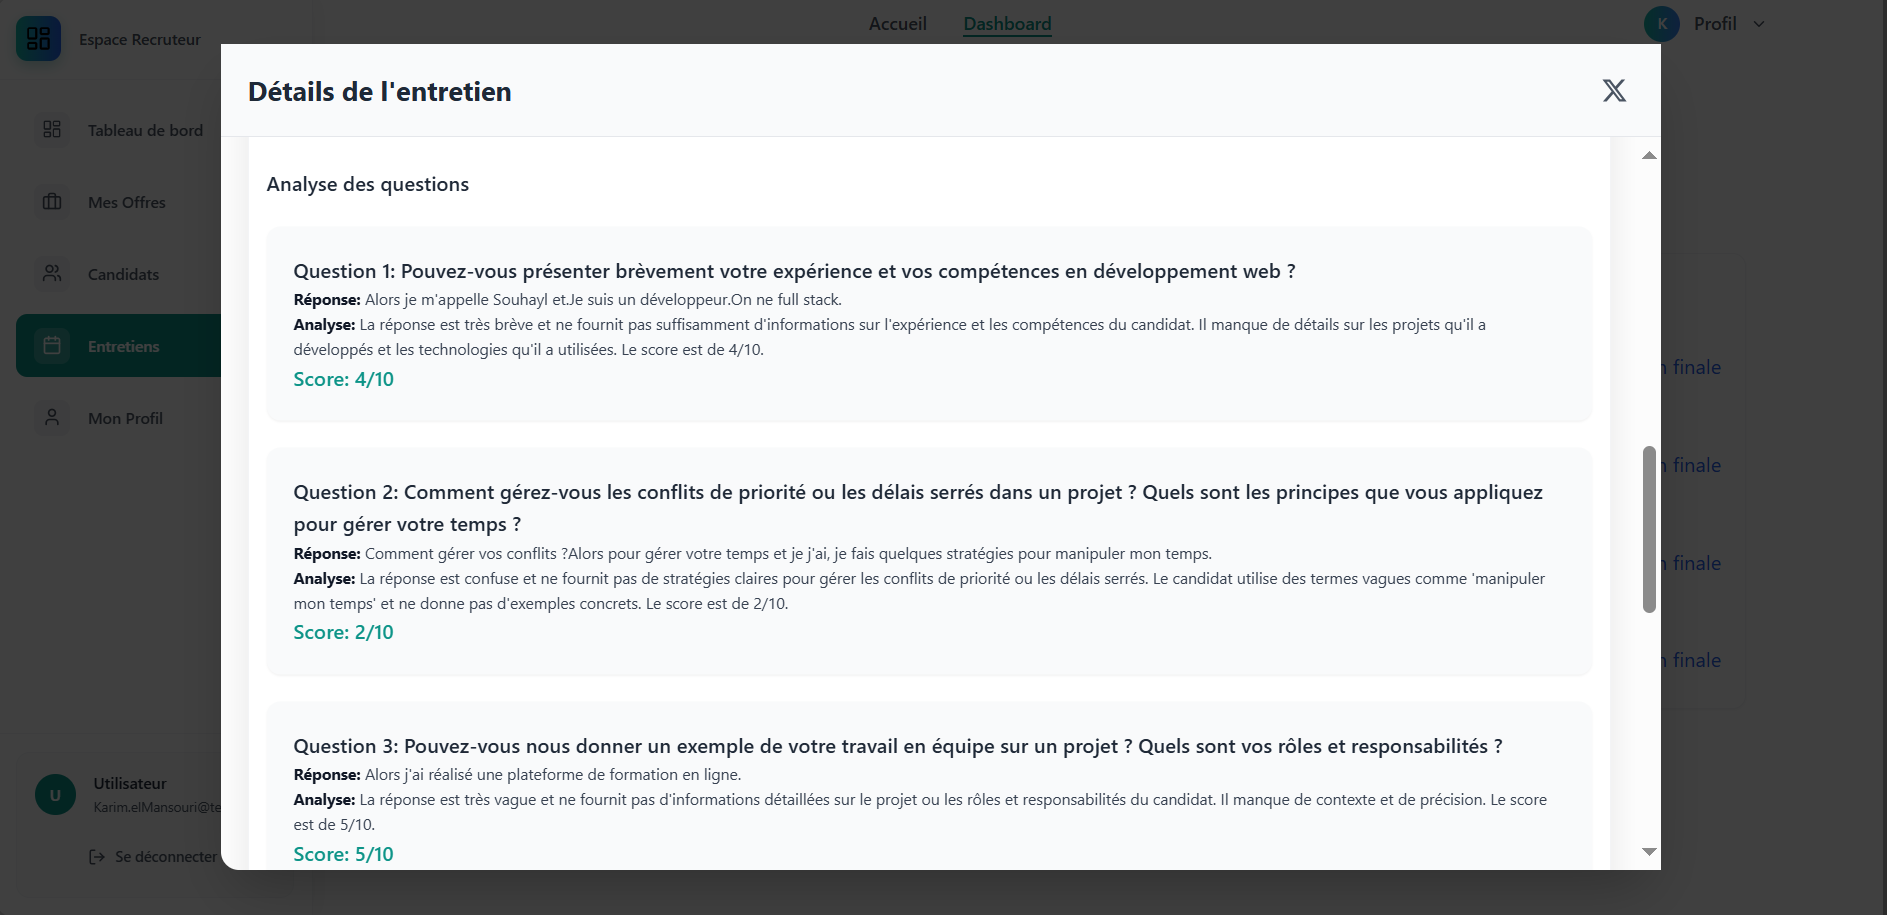 Espace Recruteur
Accueil
Dashboard
K
Profil
Détails de l'entretien
Tableau de bord
Mes Offres
Candidats
Entretiens
Mon Profil
Analyse des questions
Question 1: Pouvez-vous présenter brèvement votre expérience et vos compétences en développement web ?
Réponse: Alors je m'appelle Souhayl et.Je suis un développeur.On ne full stack.
Analyse: La réponse est très brève et ne fournit pas suffisamment d'informations sur l'expérience et les compétences du candidat. Il manque de détails sur les projets qu'il a
développés et les technologies qu'il a utilisées. Le score est de 4/10.
Score: 4/10
Question 2: Comment gérez-vous les conflits de priorité ou les délais serrés dans un projet ? Quels sont les principes que vous appliquez
pour gérer votre temps ?
Réponse: Comment gérer vos conflits ?Alors pour gérer votre temps et je j'ai, je fais quelques stratégies pour manipuler mon temps.
Analyse: La réponse est confuse et ne fournit pas de stratégies claires pour gérer les conflits de priorité ou les délais serrés. Le candidat utilise des termes vagues comme 'manipuler
mon temps' et ne donne pas d'exemples concrets. Le score est de 2/10.
Score: 2/10
Question 3: Pouvez-vous nous donner un exemple de votre travail en équipe sur un projet ? Quels sont vos rôles et responsabilités ?
Réponse: Alors j'ai réalisé une plateforme de formation en ligne.
Analyse: La réponse est très vague et ne fournit pas d'informations détaillées sur le projet ou les rôles et responsabilités du candidat. Il manque de contexte et de précision. Le score
est de 5/10.
Score: 5/10
finale
finale
finale
finale
U
Utilisateur
Karim.elMansouri@te
Se déconnecter